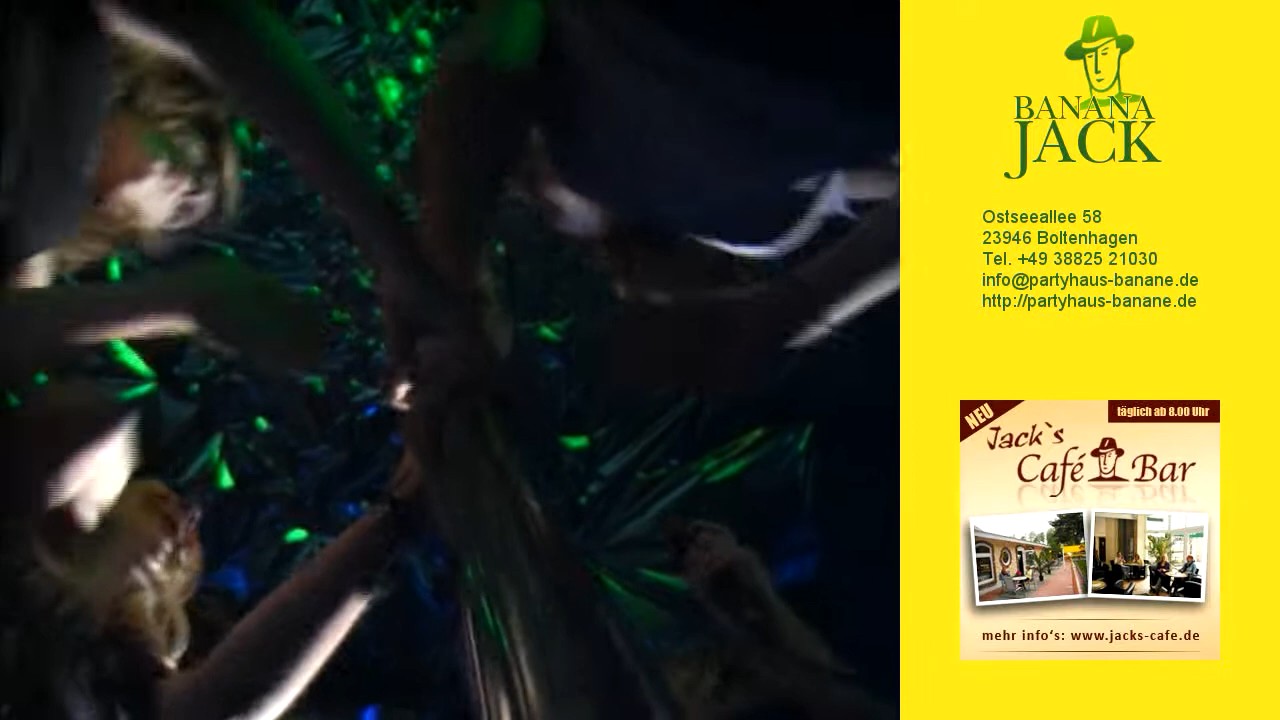 BANANA
JACK
Ostseeallee 58
23946 Boltenhagen
Tel. +49 38825 21030
info@partyhaus-banane.de
http://partyhaus-banane.de
NEU
täglich ab 8.00 Uhr
Jack`s
Café Bar
mehr info's: www.jacks-cafe.de